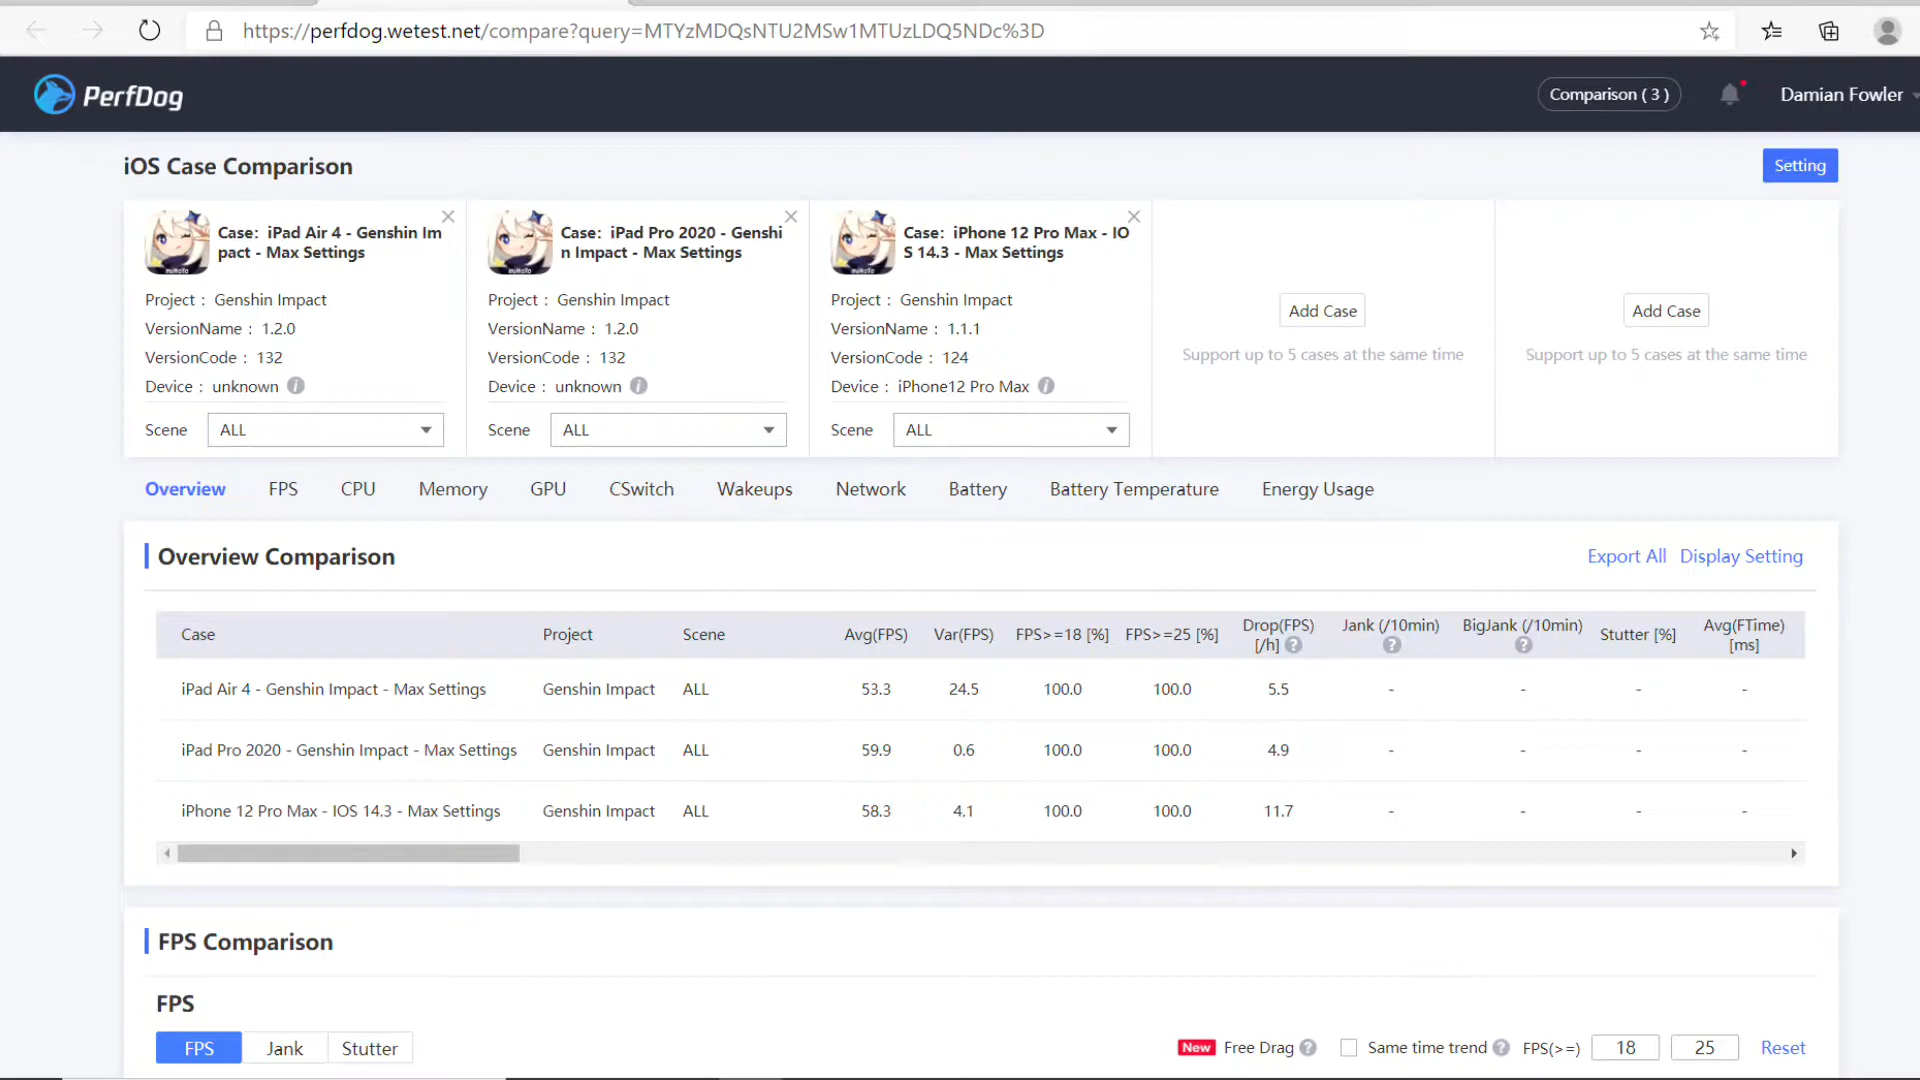 https://perfdog.wetest.net/compare?query=MTYzMDQsNTU2MSw1MTUzLDQ5NDc%3D
PerfDog
Comparison ( 3 )
Damian Fowler
iOS Case Comparison
Setting
Case: iPad Air 4 - Genshin Im
pact - Max Settings
Project : Genshin Impact
VersionName : 1.2.0
VersionCode : 132
Device : unknown
Scene ALL
Case: iPad Pro 2020 - Genshi
n Impact - Max Settings
Project : Genshin Impact
VersionName : 1.2.0
VersionCode : 132
Device : unknown
Scene ALL
Case: iPhone 12 Pro Max - IO
S 14.3 - Max Settings
Project : Genshin Impact
VersionName : 1.1.1
VersionCode : 124
Device : iPhone12 Pro Max
Scene ALL
Add Case
Support up to 5 cases at the same time
Add Case
Support up to 5 cases at the same time
Overview FPS CPU Memory GPU CSwitch Wakeups Network Battery Battery Temperature Energy Usage
Overview Comparison
Export All Display Setting
Case Project Scene Avg(FPS) Var(FPS) FPS>=18 [%] FPS>=25 [%] Drop(FPS) [/h] Jank (/10min) BigJank (/10min) Stutter [%] Avg(FTime) [ms]
iPad Air 4 - Genshin Impact - Max Settings Genshin Impact ALL 53.3 24.5 100.0 100.0 5.5 - - - -
iPad Pro 2020 - Genshin Impact - Max Settings Genshin Impact ALL 59.9 0.6 100.0 100.0 4.9 - - - -
iPhone 12 Pro Max - IOS 14.3 - Max Settings Genshin Impact ALL 58.3 4.1 100.0 100.0 11.7 - - - -
FPS Comparison
FPS
FPS Jank Stutter
New Free Drag Same time trend FPS(>=) 18 25 Reset